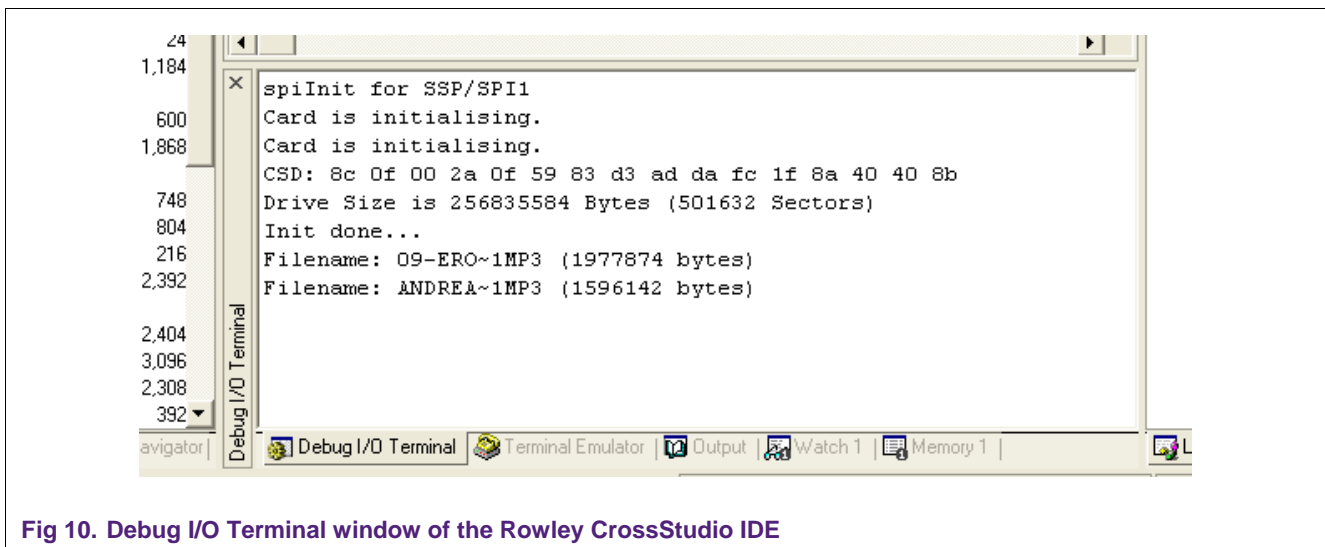 24
1,184
600
1,868
748
804
216
2,392
2,404
3,096
2,308
392
avigator
Debug I/O Terminal
spiInit for SSP/SPI1
Card is initialising.
Card is initialising.
CSD: 8c 0f 00 2a 0f 59 83 d3 ad da fc 1f 8a 40 40 8b
Drive Size is 256835584 Bytes (501632 Sectors)
Init done...
Filename: 09-ERO~1MP3 (1977874 bytes)
Filename: ANDREA~1MP3 (1596142 bytes)
Debug I/O Terminal Terminal Emulator | Output | Watch 1 | Memory 1 |
L
Fig 10. Debug I/O Terminal window of the Rowley CrossStudio IDE